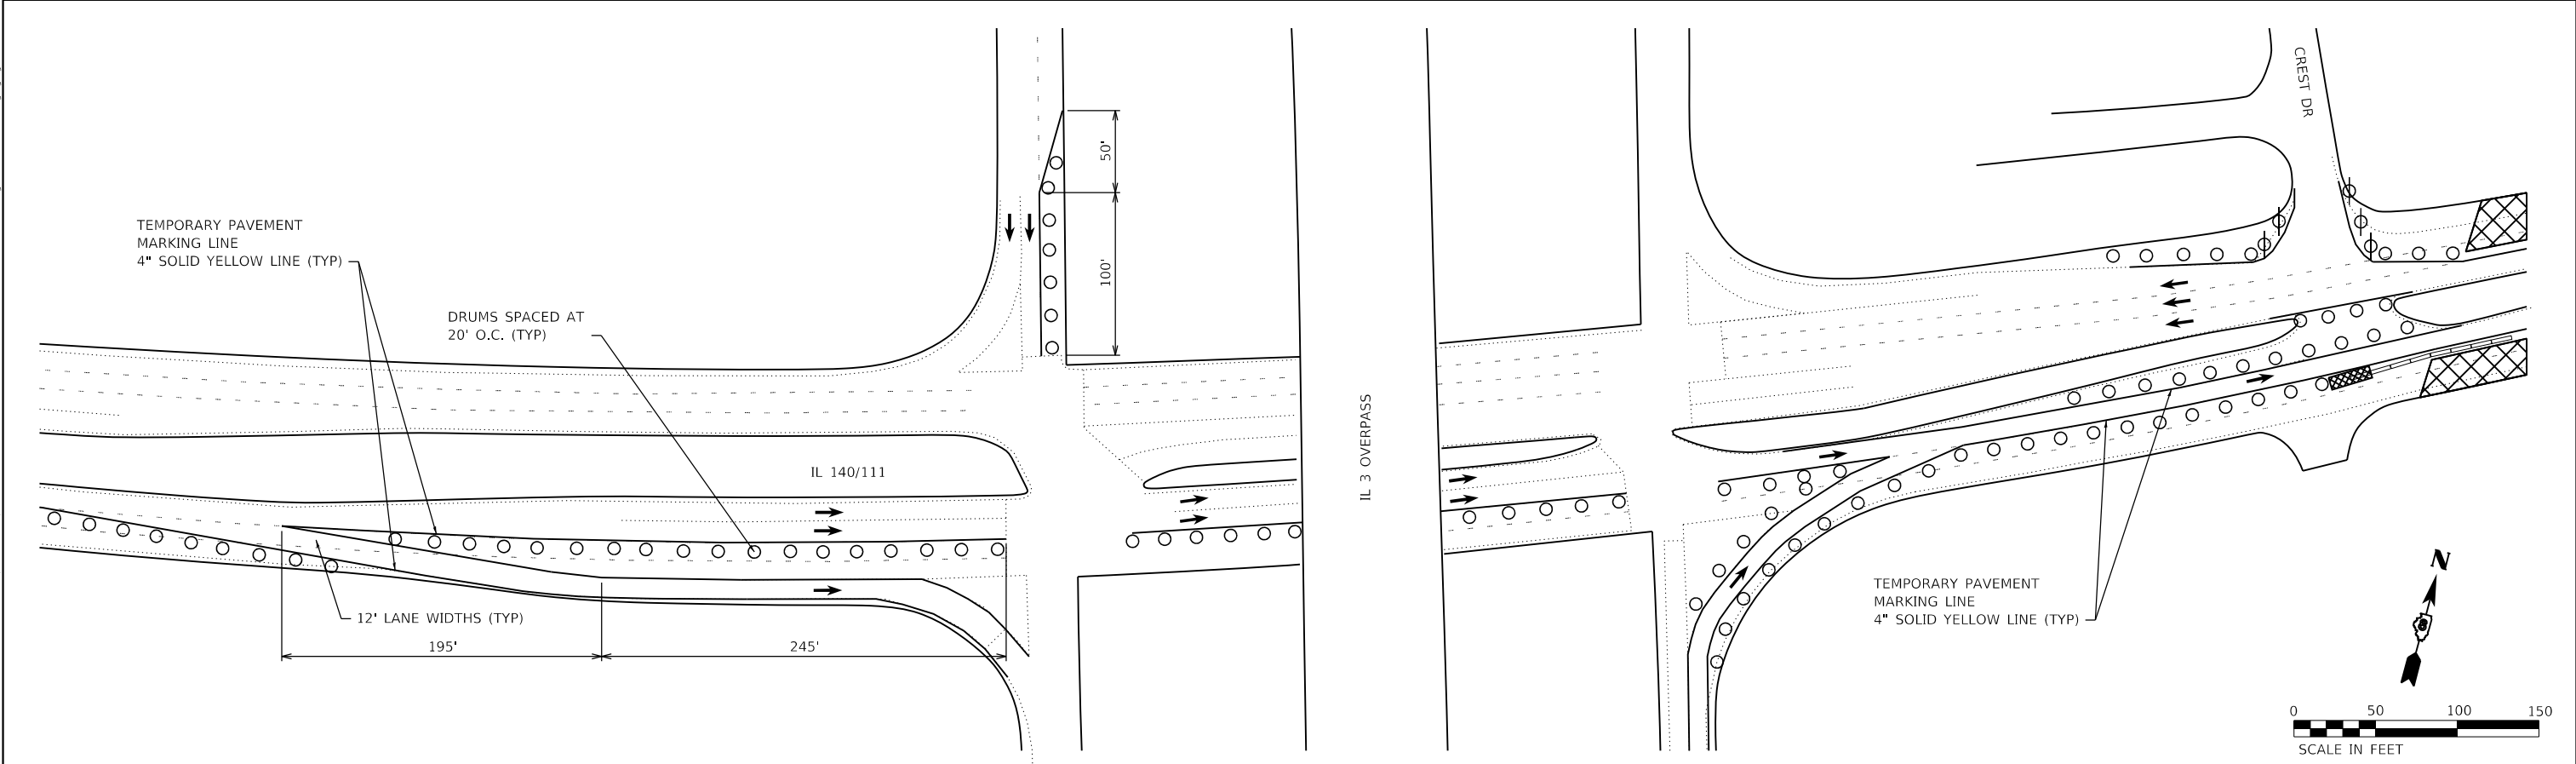 CREST DR
50'
100'
TEMPORARY PAVEMENT
MARKING LINE
4" SOLID YELLOW LINE (TYP)
DRUMS SPACED AT
20' O.C. (TYP)
IL 140/111
IL 3 OVERPASS
12' LANE WIDTHS (TYP)
195'
245'
TEMPORARY PAVEMENT
MARKING LINE
4" SOLID YELLOW LINE (TYP)
N
8
0 50 100 150
SCALE IN FEET